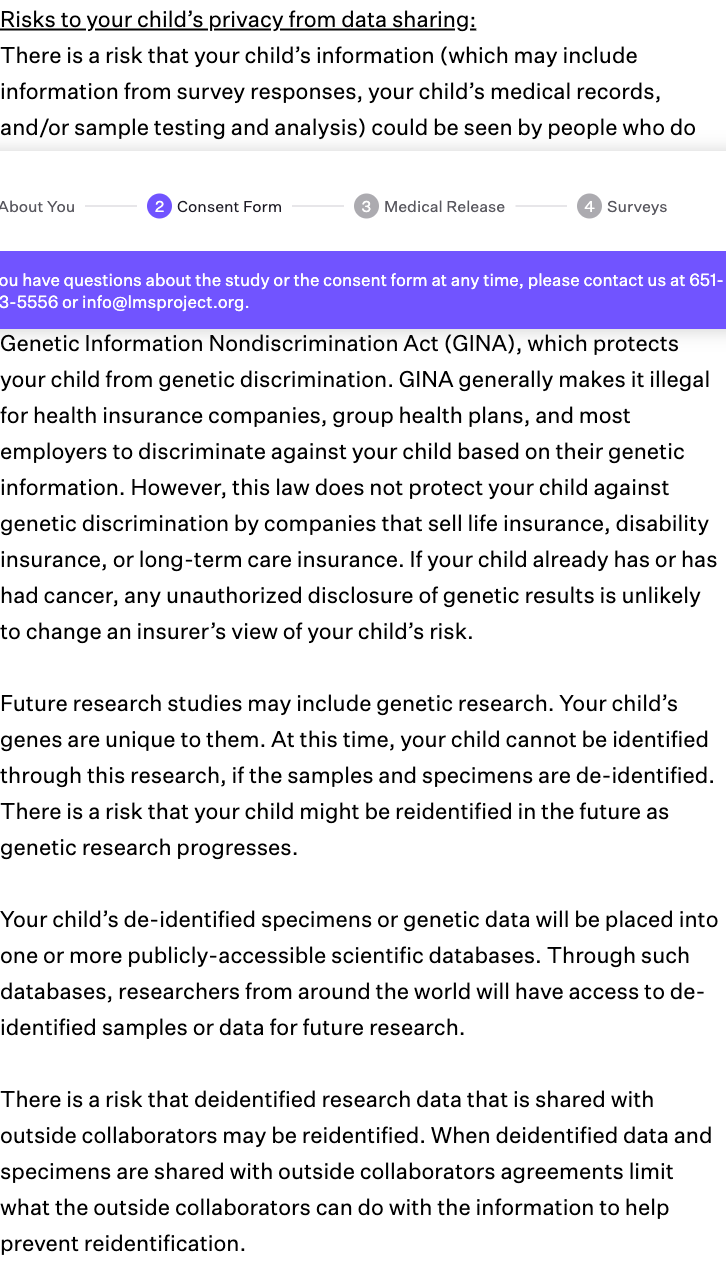 Risks to your child’s privacy from data sharing:
There is a risk that your child’s information (which may include
information from survey responses, your child’s medical records,
and/or sample testing and analysis) could be seen by people who do
About You 2 Consent Form 3 Medical Release 4 Surveys
ou have questions about the study or the consent form at any time, please contact us at 651-
3-5556 or info@lmsproject.org.
Genetic Information Nondiscrimination Act (GINA), which protects
your child from genetic discrimination. GINA generally makes it illegal
for health insurance companies, group health plans, and most
employers to discriminate against your child based on their genetic
information. However, this law does not protect your child against
genetic discrimination by companies that sell life insurance, disability
insurance, or long-term care insurance. If your child already has or has
had cancer, any unauthorized disclosure of genetic results is unlikely
to change an insurer’s view of your child’s risk.
Future research studies may include genetic research. Your child’s
genes are unique to them. At this time, your child cannot be identified
through this research, if the samples and specimens are de-identified.
There is a risk that your child might be reidentified in the future as
genetic research progresses.
Your child’s de-identified specimens or genetic data will be placed into
one or more publicly-accessible scientific databases. Through such
databases, researchers from around the world will have access to de-
identified samples or data for future research.
There is a risk that deidentified research data that is shared with
outside collaborators may be reidentified. When deidentified data and
specimens are shared with outside collaborators agreements limit
what the outside collaborators can do with the information to help
prevent reidentification.